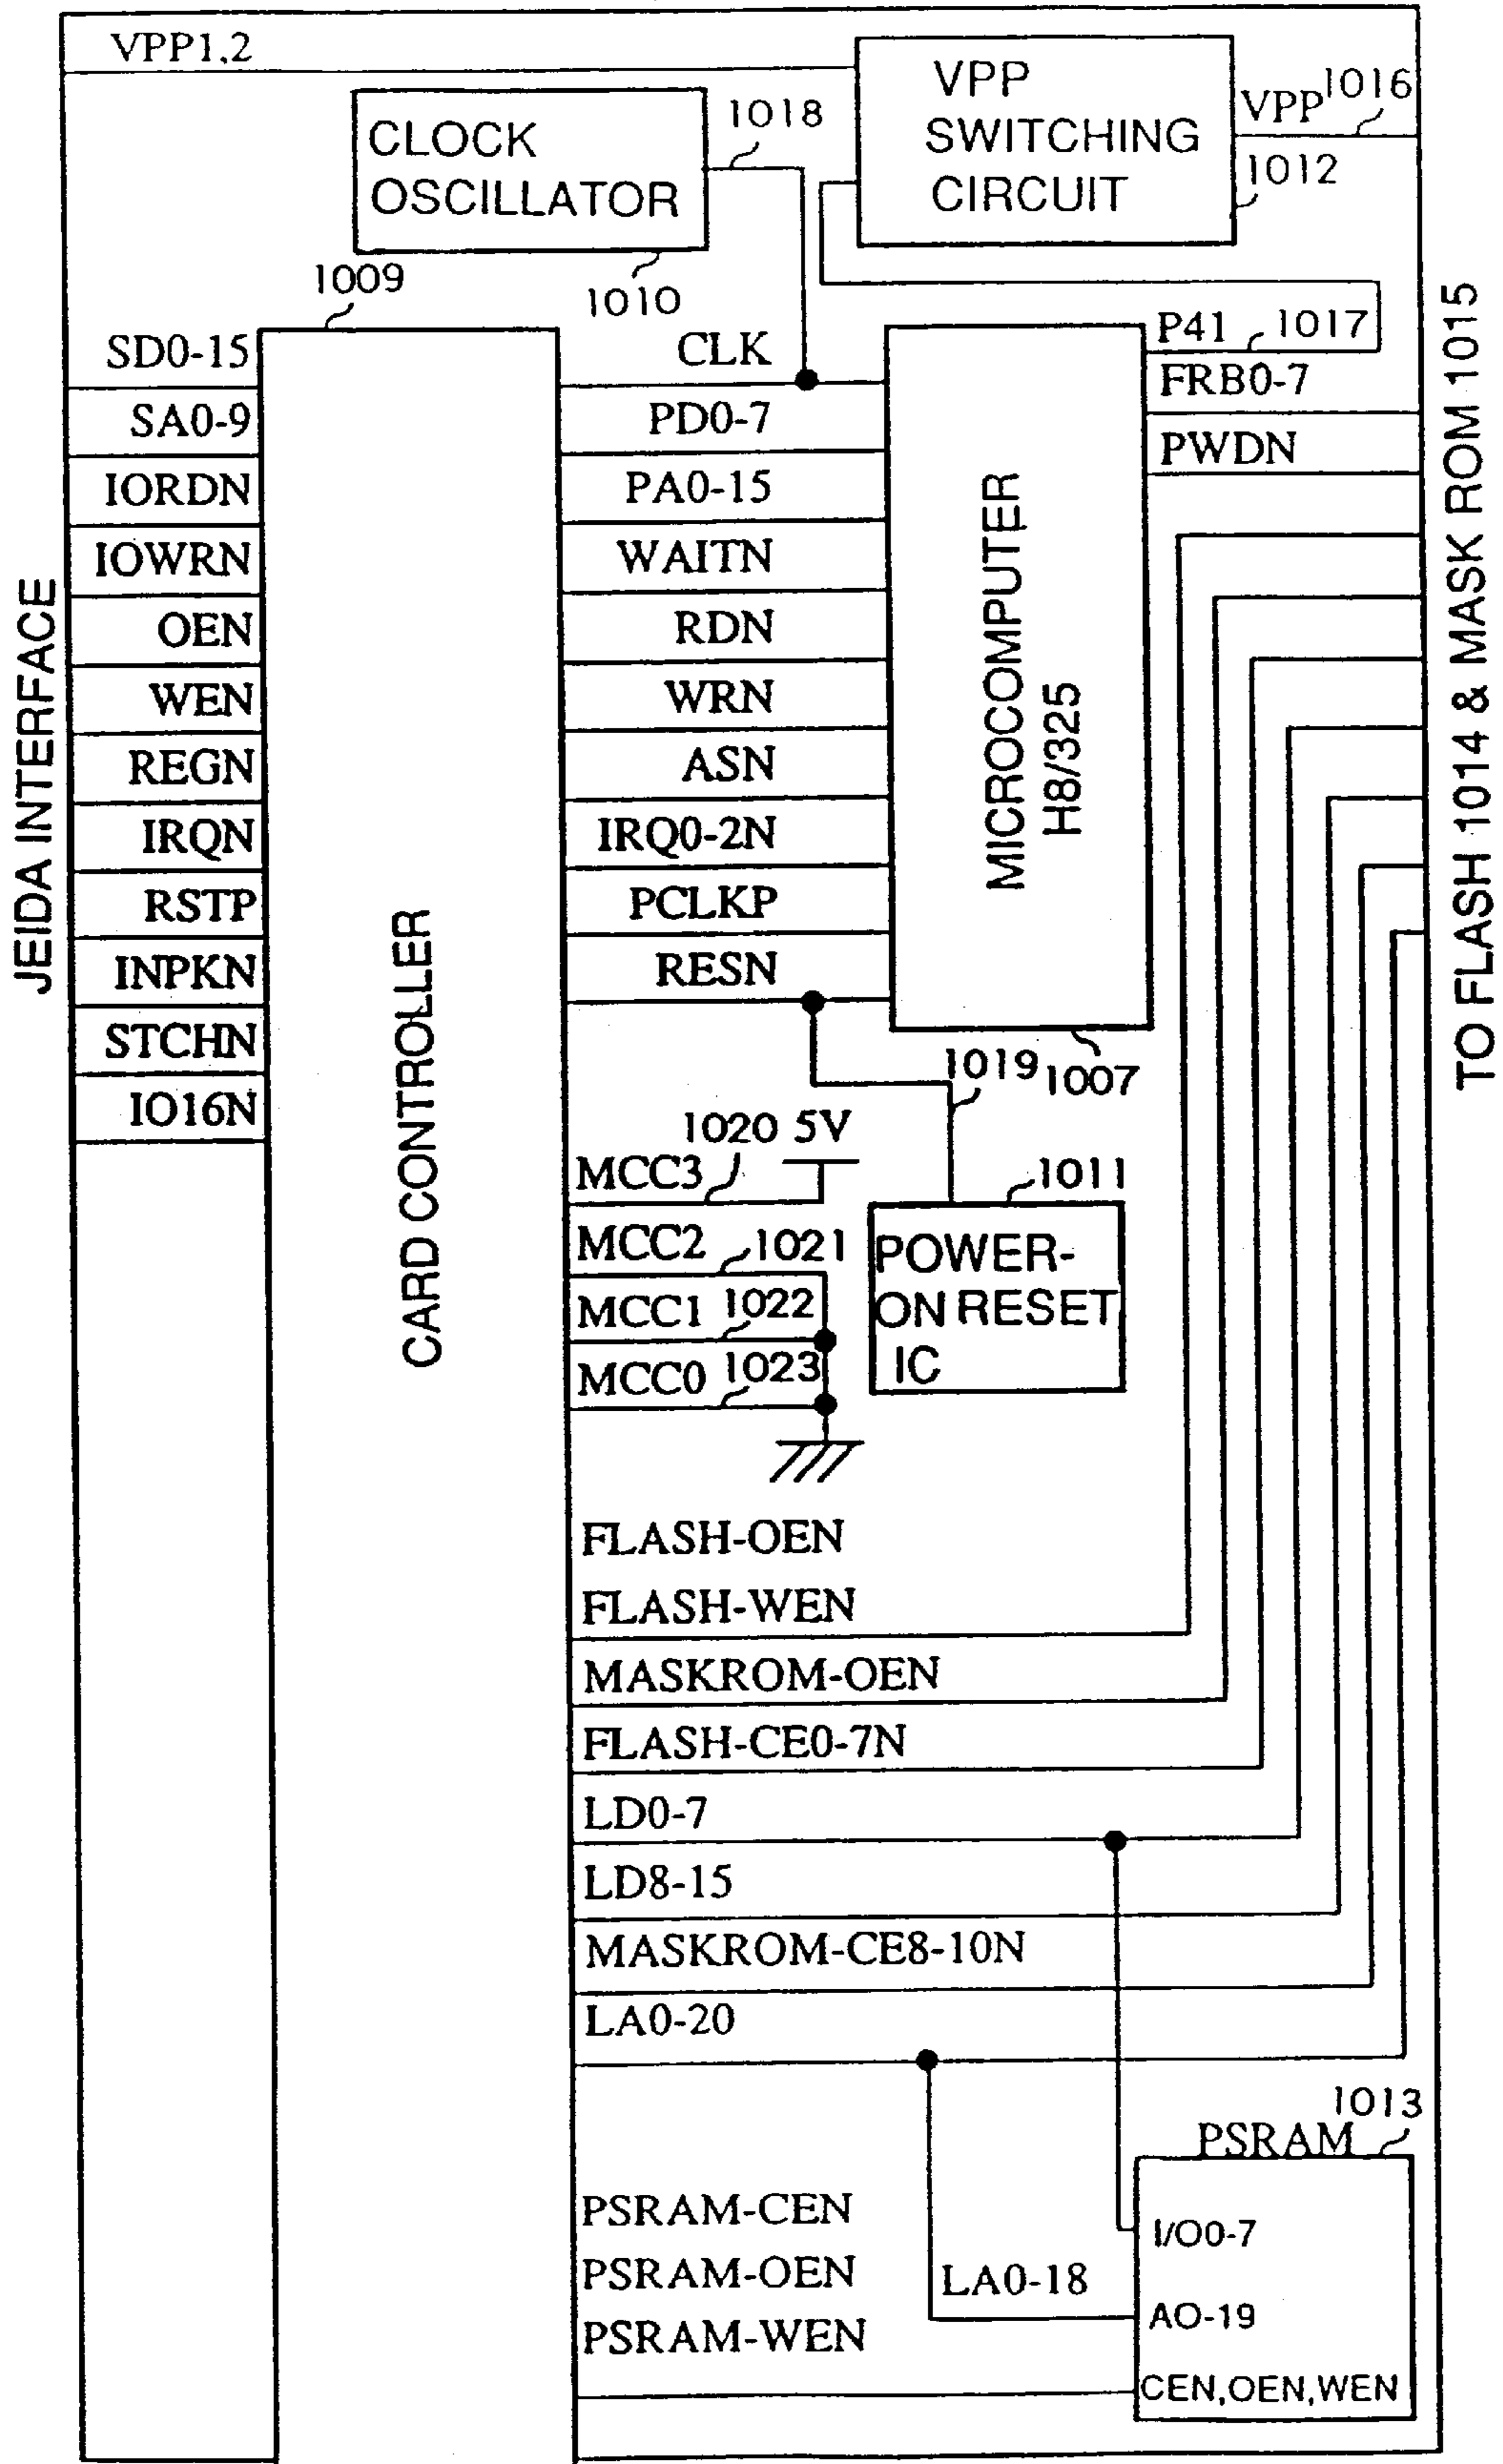 VPP1,2
VPP
SWITCHING
CIRCUIT
VPP
1016
1012
CLOCK
OSCILLATOR
1018
1010
1009
JEIDA INTERFACE
SD0-15
SA0-9
IORDN
IOWRN
OEN
WEN
REGN
IRQN
RSTP
INPKN
STCHN
IO16N
CARD CONTROLLER
CLK
PD0-7
PA0-15
WAITN
RDN
WRN
ASN
IRQ0-2N
PCLKP
RESN
MICROCOMPUTER
H8/325
P41
1017
FRB0-7
PWDN
TO FLASH 1014 & MASK ROM 1015
1019
1007
1020 5V
MCC3
MCC2
1021
MCC1
1022
MCC0
1023
1011
POWER-
ON RESET
IC
FLASH-OEN
FLASH-WEN
MASKROM-OEN
FLASH-CE0-7N
LD0-7
LD8-15
MASKROM-CE8-10N
LA0-20
1013
PSRAM
PSRAM-CEN
PSRAM-OEN
PSRAM-WEN
LA0-18
I/O0-7
AO-19
CEN,OEN,WEN